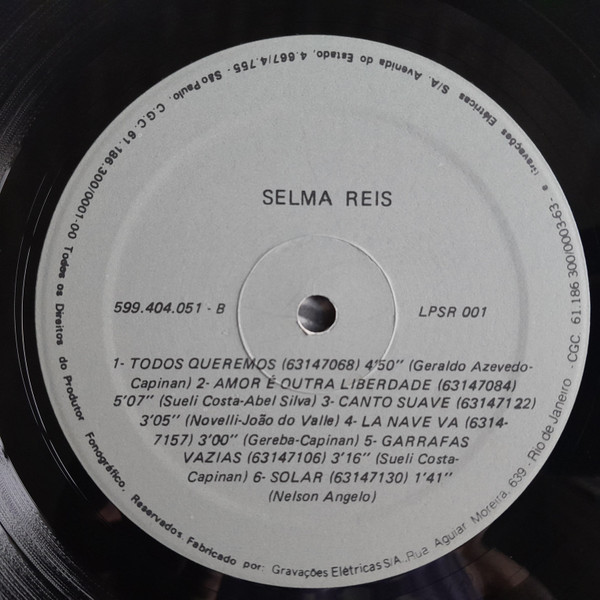 SELMA REIS
599.404.051 - B
LPSR 001
1- TODOS QUEREMOS (63147068) 4'50" (Geraldo Azevedo-
Capinan) 2- AMOR É OUTRA LIBERDADE (63147084)
5'07" (Sueli Costa-Abel Silva) 3- CANTO SUAVE (63147122)
3'05" (Novelli-João do Valle) 4- LA NAVE VA (6314-
7157) 3'00" (Gereba-Capinan) 5- GARRAFAS
VAZIAS (63147106) 3'16" (Sueli Costa-
Capinan) 6- SOLAR (63147130) 1'41"
(Nelson Angelo)
Todos os Direitos do Produtor Fonográfico. Reservados Fabricado por: Gravações Elétricas S/A. Rua Aguiar Moreira, 639 - Rio de Janeiro - CGC. 61.186.300/0003-63 - e Gravações Elétricas S/A. Avenida do Estado, 4.667/4.755 - São Paulo. C.G.C. 61.186.300/0001-00